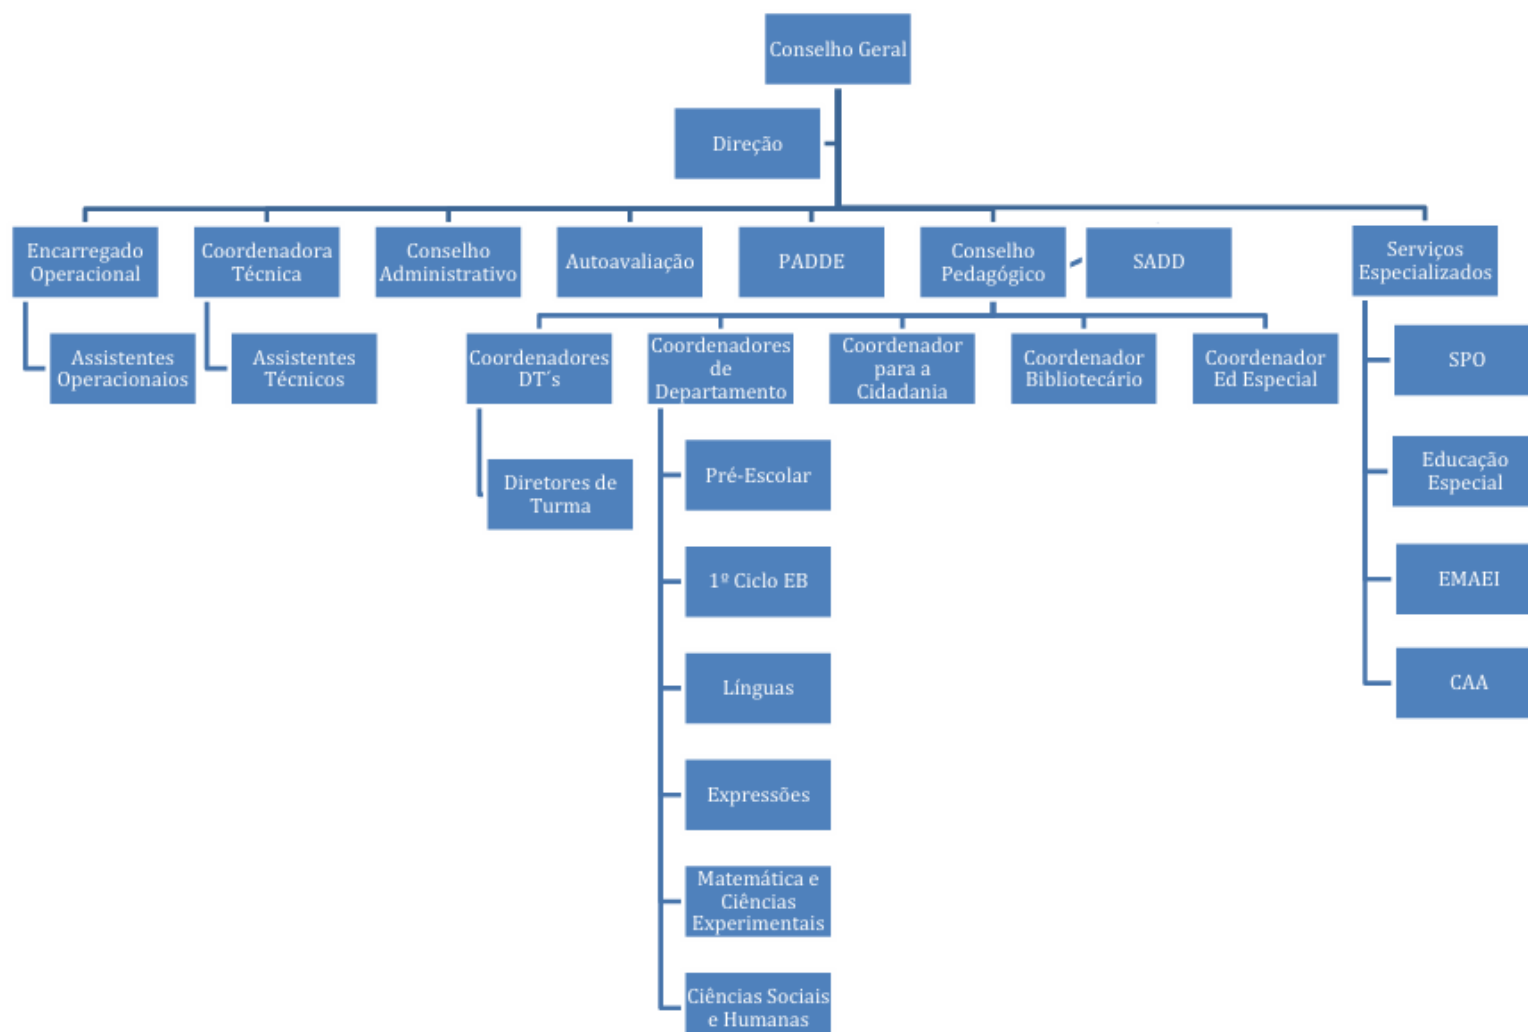 Conselho Geral
Direção
Encarregado
Operacional
Coordenadora
Técnica
Conselho
Administrativo
Autoavaliação
PADDE
Conselho
Pedagógico
SADD
Serviços
Especializados
Assistentes
Operacionaios
Assistentes
Técnicos
Coordenadores
DT´s
Coordenadores
de
Departamento
Coordenador
para a
Cidadania
Coordenador
Bibliotecário
Coordenador
Ed Especial
SPO
Diretores de
Turma
Pré-Escolar
Educação
Especial
1º Ciclo EB
EMAEI
Línguas
CAA
Expressões
Matemática e
Ciências
Experimentais
Ciências Sociais
e Humanas